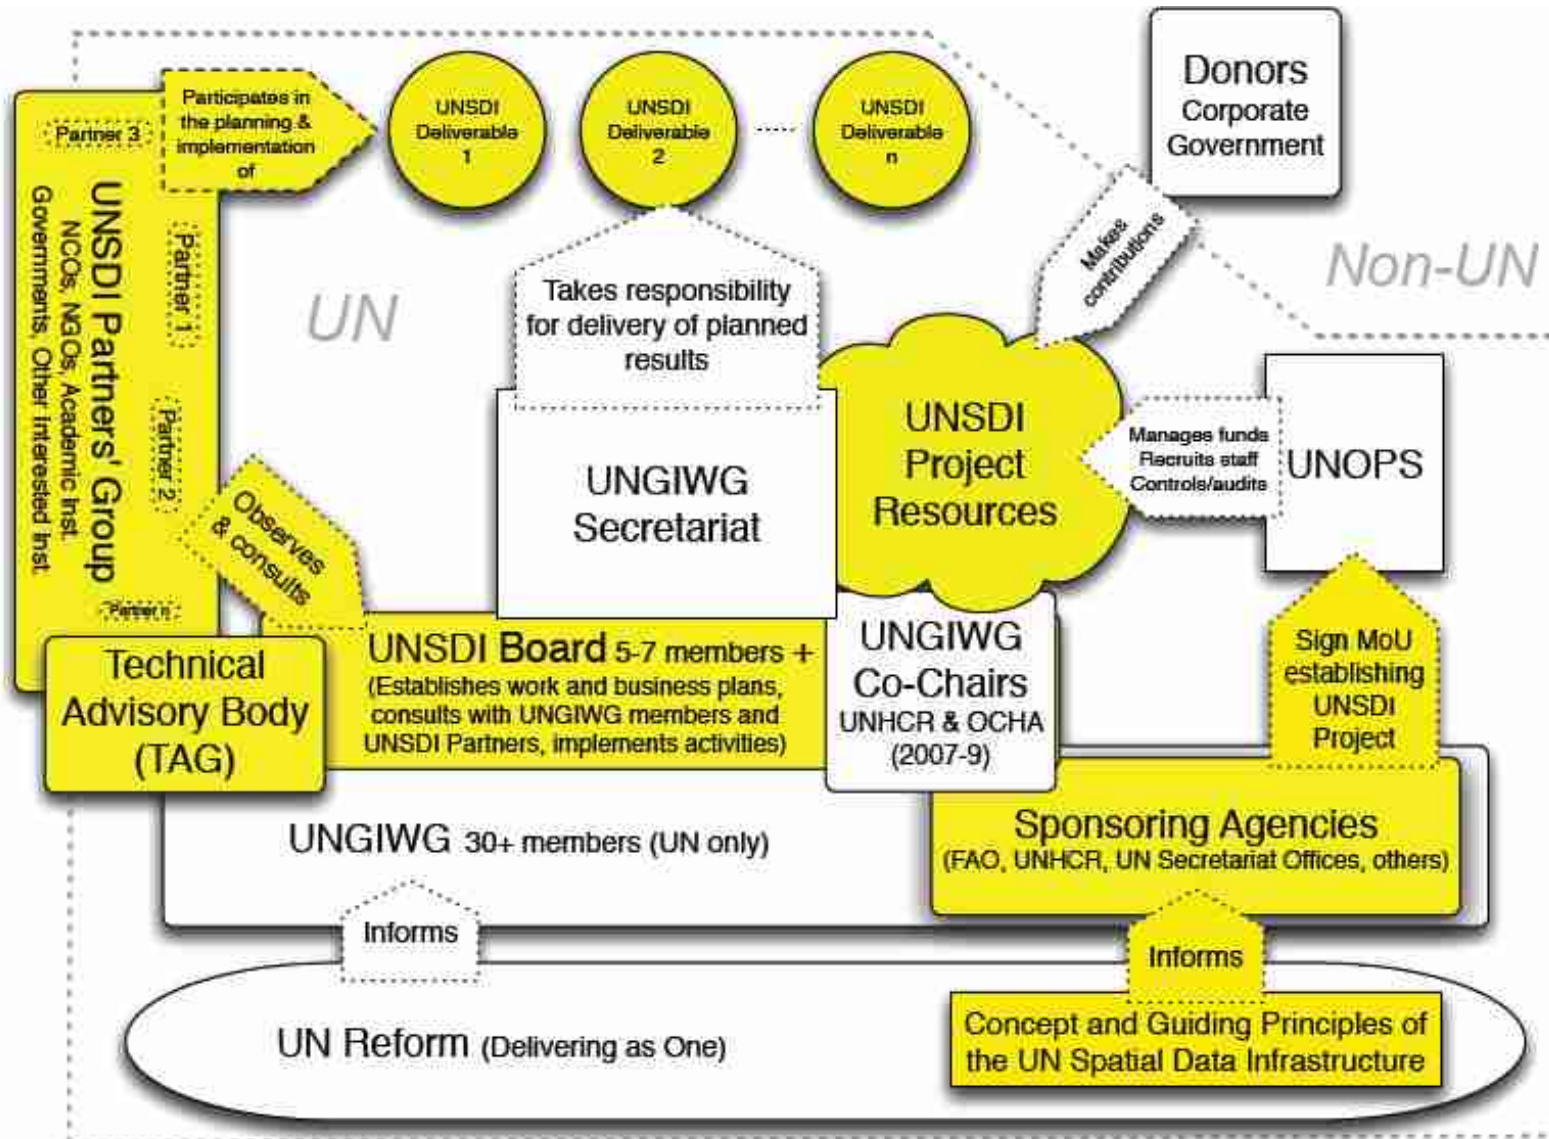 Participates in
the planning &
implementation
of
UNSDI
Deliverable
1
UNSDI
Deliverable
2
UNSDI
Deliverable
n
Donors
Corporate
Government
Partner 3
UNSDI Partners' Group
NCOs, NGOs, Academic Inst.
Governments, Other Interested Inst.
Partner 1
Partner 2
Partner n
UN
Non-UN
Makes
contributions
Takes responsibility
for delivery of planned
results
UNGIWG
Secretariat
UNSDI
Project
Resources
Manages funds
Recruits staff
Controls/audits
UNOPS
Observes
& consults
Technical
Advisory Body
(TAG)
UNSDI Board 5-7 members +
(Establishes work and business plans,
consults with UNGIWG members and
UNSDI Partners, implements activities)
UNGIWG
Co-Chairs
UNHCR & OCHA
(2007-9)
Sign MoU
establishing
UNSDI
Project
UNGIWG 30+ members (UN only)
Sponsoring Agencies
(FAO, UNHCR, UN Secretariat Offices, others)
Informs
Informs
UN Reform (Delivering as One)
Concept and Guiding Principles of
the UN Spatial Data Infrastructure